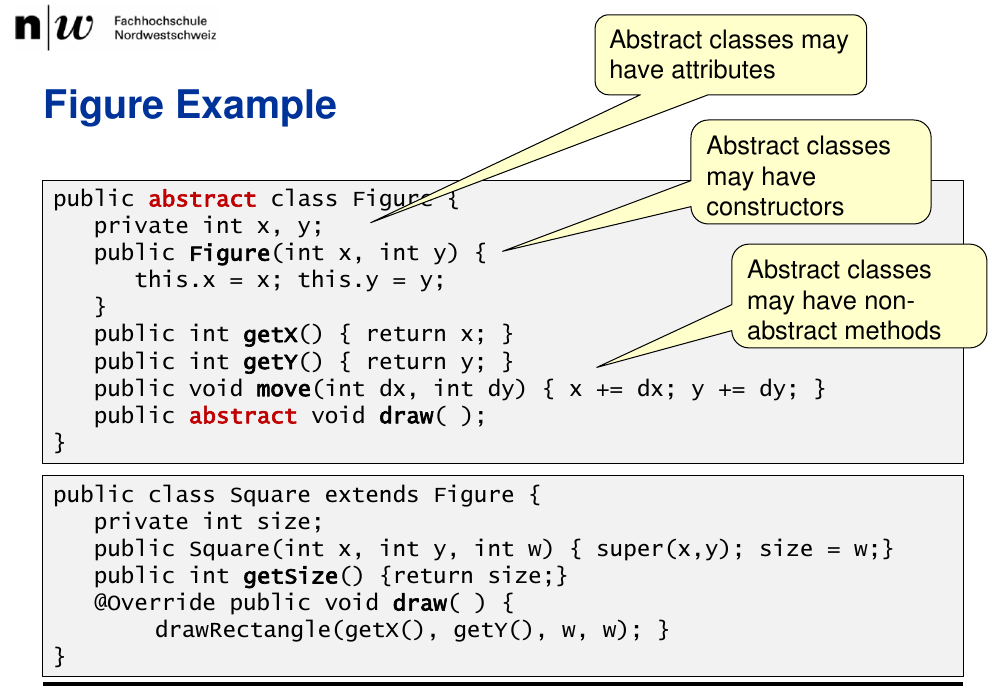 n|w Fachhochschule
Nordwestschweiz
Abstract classes may
have attributes
Figure Example
Abstract classes
may have
constructors
public abstract class Figure {
private int x, y;
public Figure(int x, int y) {
this.x = x; this.y = y;
}
public int getX() { return x; }
public int getY() { return y; }
public void move(int dx, int dy) { x += dx; y += dy; }
public abstract void draw( );
}
Abstract classes
may have non-
abstract methods
public class Square extends Figure {
private int size;
public Square(int x, int y, int w) { super(x,y); size = w;}
public int getSize() {return size;}
@Override public void draw( ) {
drawRectangle(getX(), getY(), w, w); }
}